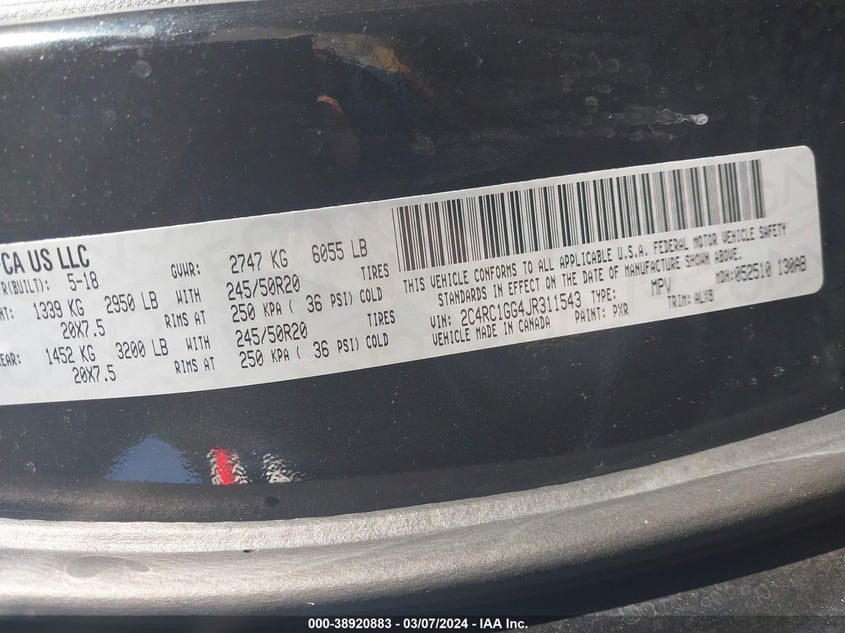 CA US LLC
R(BUILT): 5-18 GVWR: 2747 KG 6055 LB
1339 KG 2950 LB WITH 245/50R20 TIRES
20X7.5 RIMS AT 250 KPA ( 36 PSI) COLD
EAR: 1452 KG 3200 LB WITH 245/50R20 TIRES
20X7.5 RIMS AT 250 KPA ( 36 PSI) COLD
THIS VEHICLE CONFORMS TO ALL APPLICABLE U.S.A. FEDERAL MOTOR VEHICLE SAFETY
STANDARDS IN EFFECT ON THE DATE OF MANUFACTURE SHOWN ABOVE.
VIN: 2C4RC1GG4JR311543 TYPE: MPV MDH: 052510 130AB
VEHICLE MADE IN CANADA PAINT: PXR TRIM: ALX9
000-38920883 - 03/07/2024 - IAA Inc.